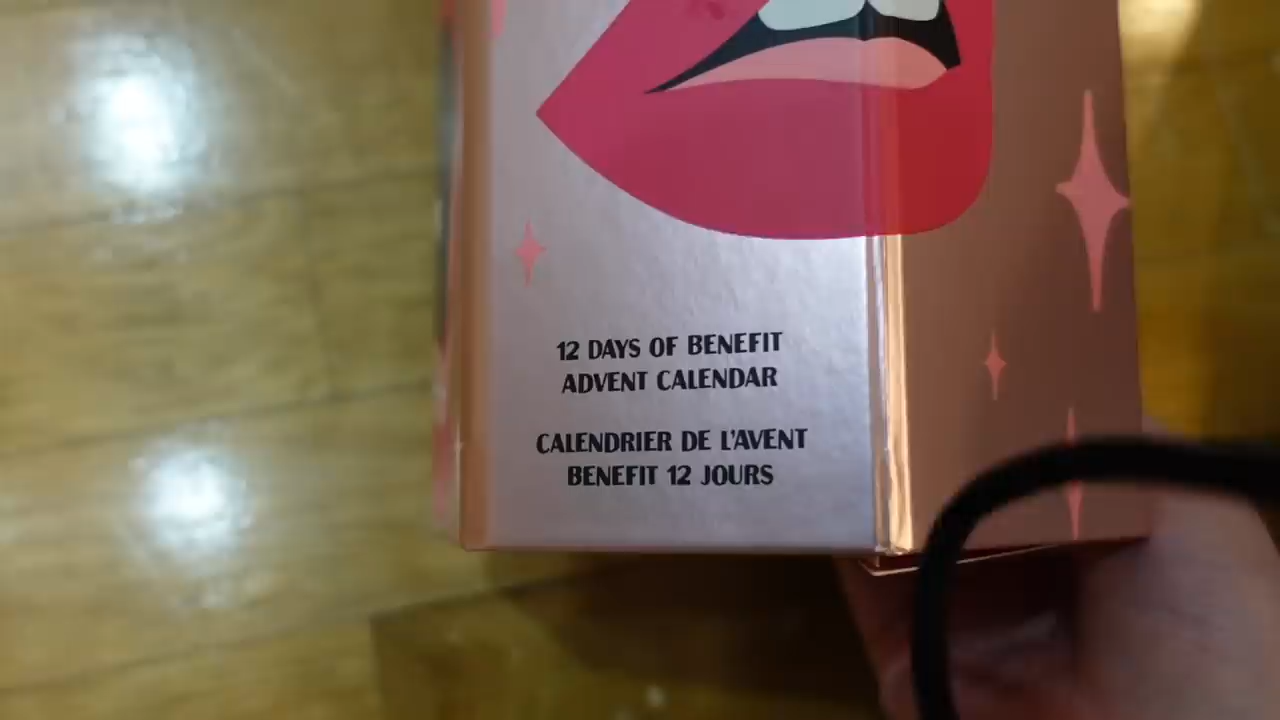 12 DAYS OF BENEFIT
ADVENT CALENDAR
CALENDRIER DE L'AVENT
BENEFIT 12 JOURS